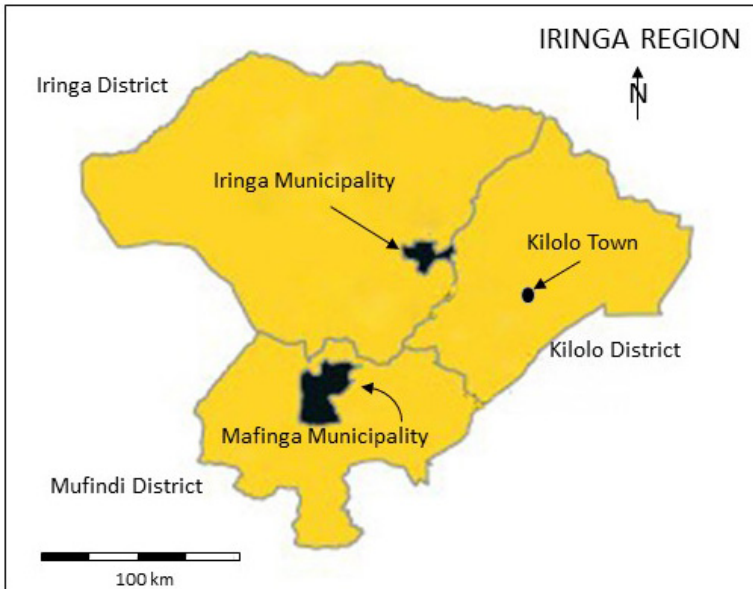 IRINGA REGION
N
Iringa District
Iringa Municipality
Kilolo Town
Kilolo District
Mafinga Municipality
Mufindi District
100 km